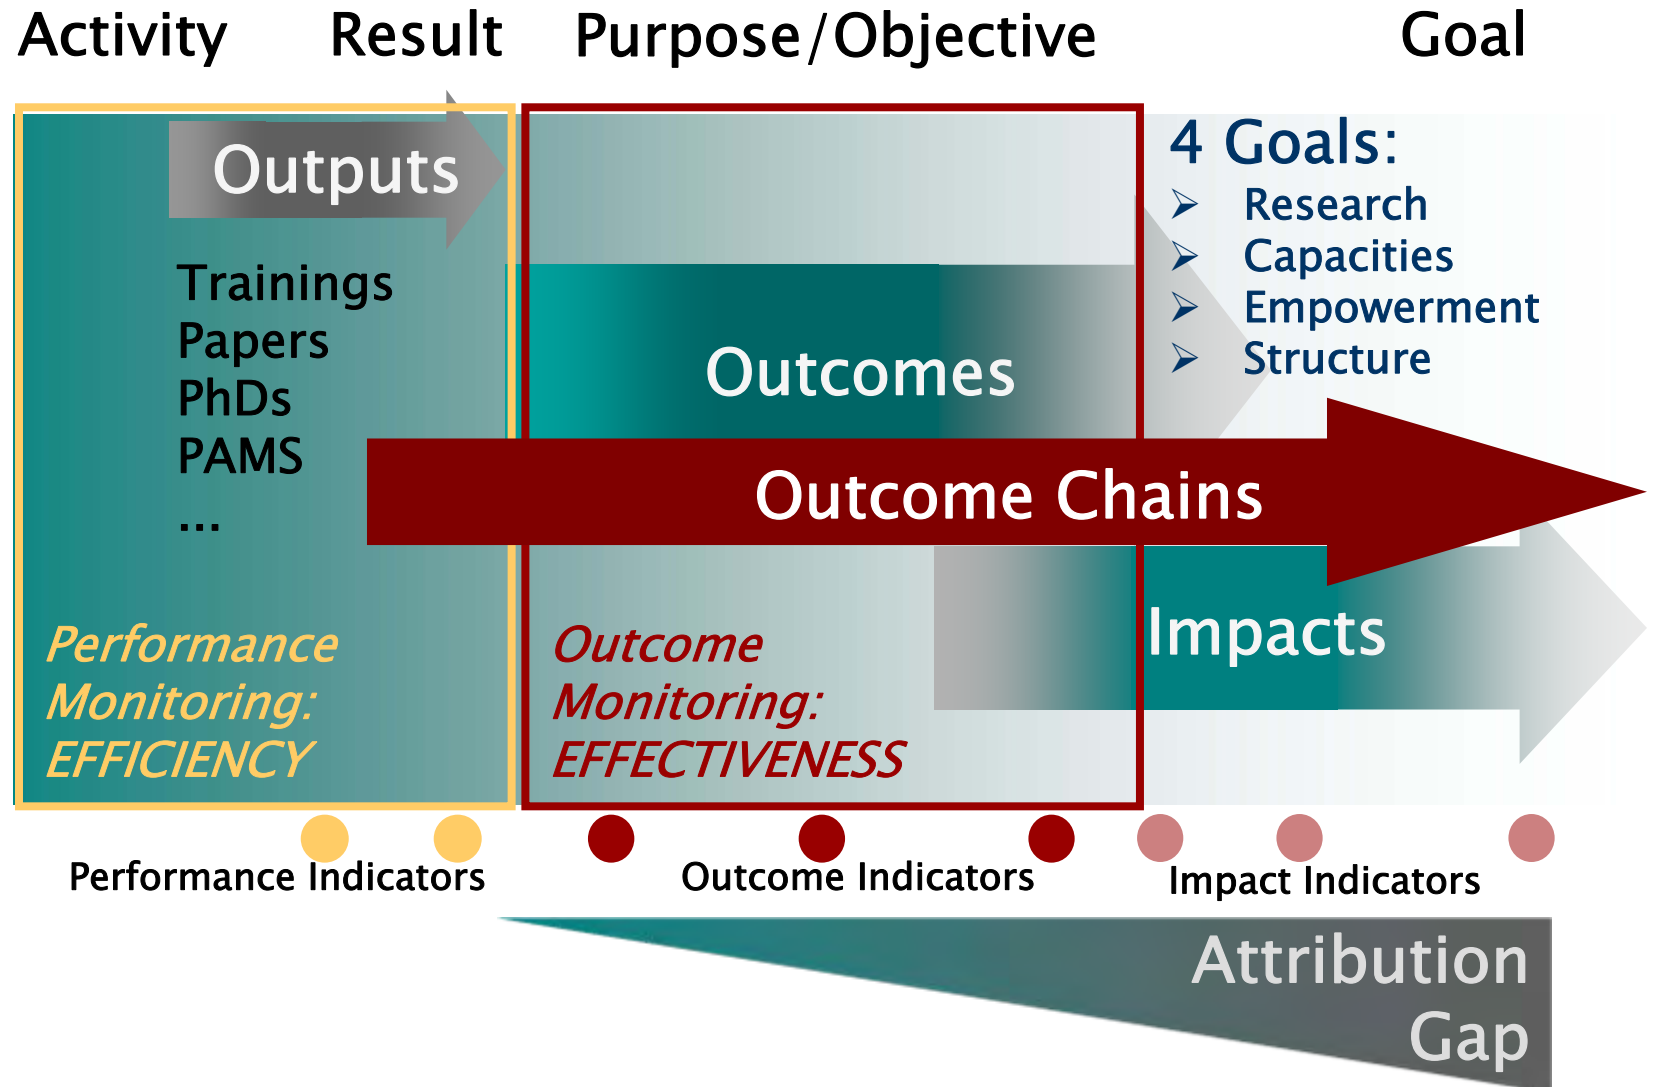 Activity Result Purpose/Objective Goal
Outputs
Trainings
Papers
PhDs
PAMS
...
4 Goals:
➢ Research
➢ Capacities
➢ Empowerment
➢ Structure
Outcomes
Outcome Chains
Impacts
Performance
Monitoring:
EFFICIENCY
Outcome
Monitoring:
EFFECTIVENESS
Performance Indicators
Outcome Indicators
Impact Indicators
Attribution
Gap